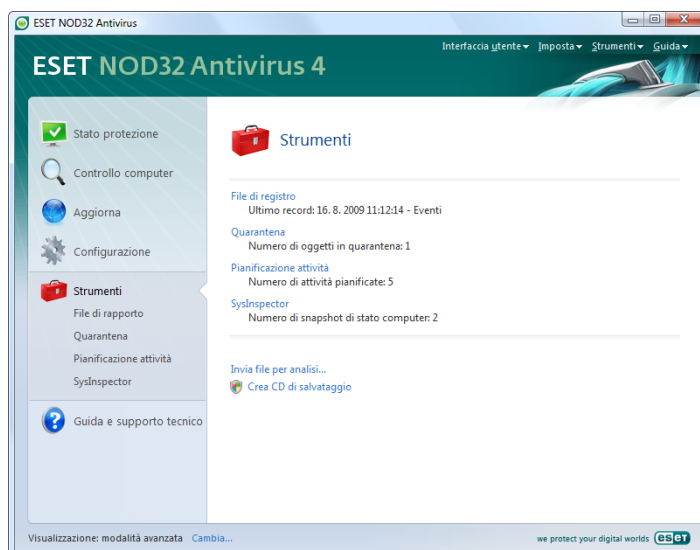 ESET NOD32 Antivirus
Interfaccia utente Imposta Strumenti Guida
ESET NOD32 Antivirus 4
Stato protezione
Controllo computer
Aggiorna
Configurazione
Strumenti
File di rapporto
Quarantena
Pianificazione attività
SysInspector
Guida e supporto tecnico
Strumenti
File di registro
Ultimo record: 16. 8. 2009 11:12:14 - Eventi
Quarantena
Numero di oggetti in quarantena: 1
Pianificazione attività
Numero di attività pianificate: 5
SysInspector
Numero di snapshot di stato computer: 2
Invia file per analisi...
Crea CD di salvataggio
Visualizzazione: modalità avanzata Cambia...
we protect your digital worlds eseT